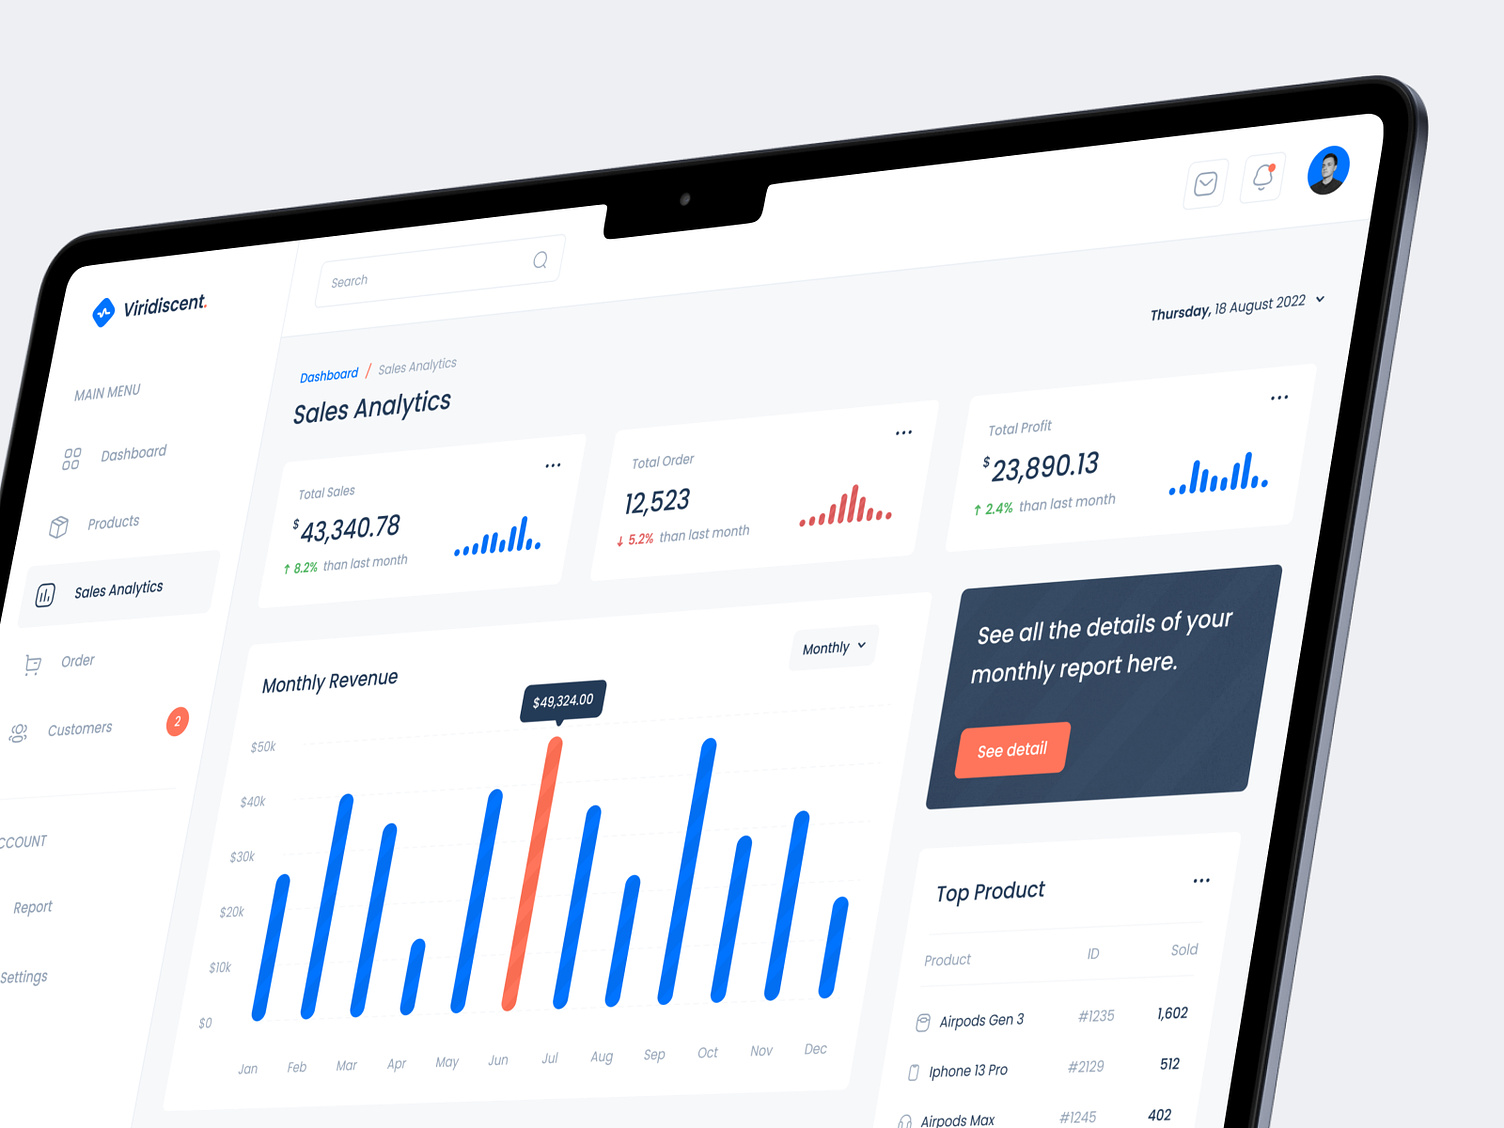 Viridiscent.
Search
Thursday, 18 August 2022
MAIN MENU
Dashboard
Products
Sales Analytics
Order
Customers
2
CCOUNT
Report
Settings
Dashboard / Sales Analytics
Sales Analytics
Total Sales
$43,340.78
↑ 8.2% than last month
Total Order
12,523
↓ 5.2% than last month
Total Profit
$23,890.13
↑ 2.4% than last month
Monthly Revenue
Monthly
$49,324.00
$50k
$40k
$30k
$20k
$10k
$0
Jan Feb Mar Apr May Jun Jul Aug Sep Oct Nov Dec
See all the details of your
monthly report here.
See detail
Top Product
Product ID Sold
Airpods Gen 3 #1235 1,602
Iphone 13 Pro #2129 512
Airpods Max #1245 402